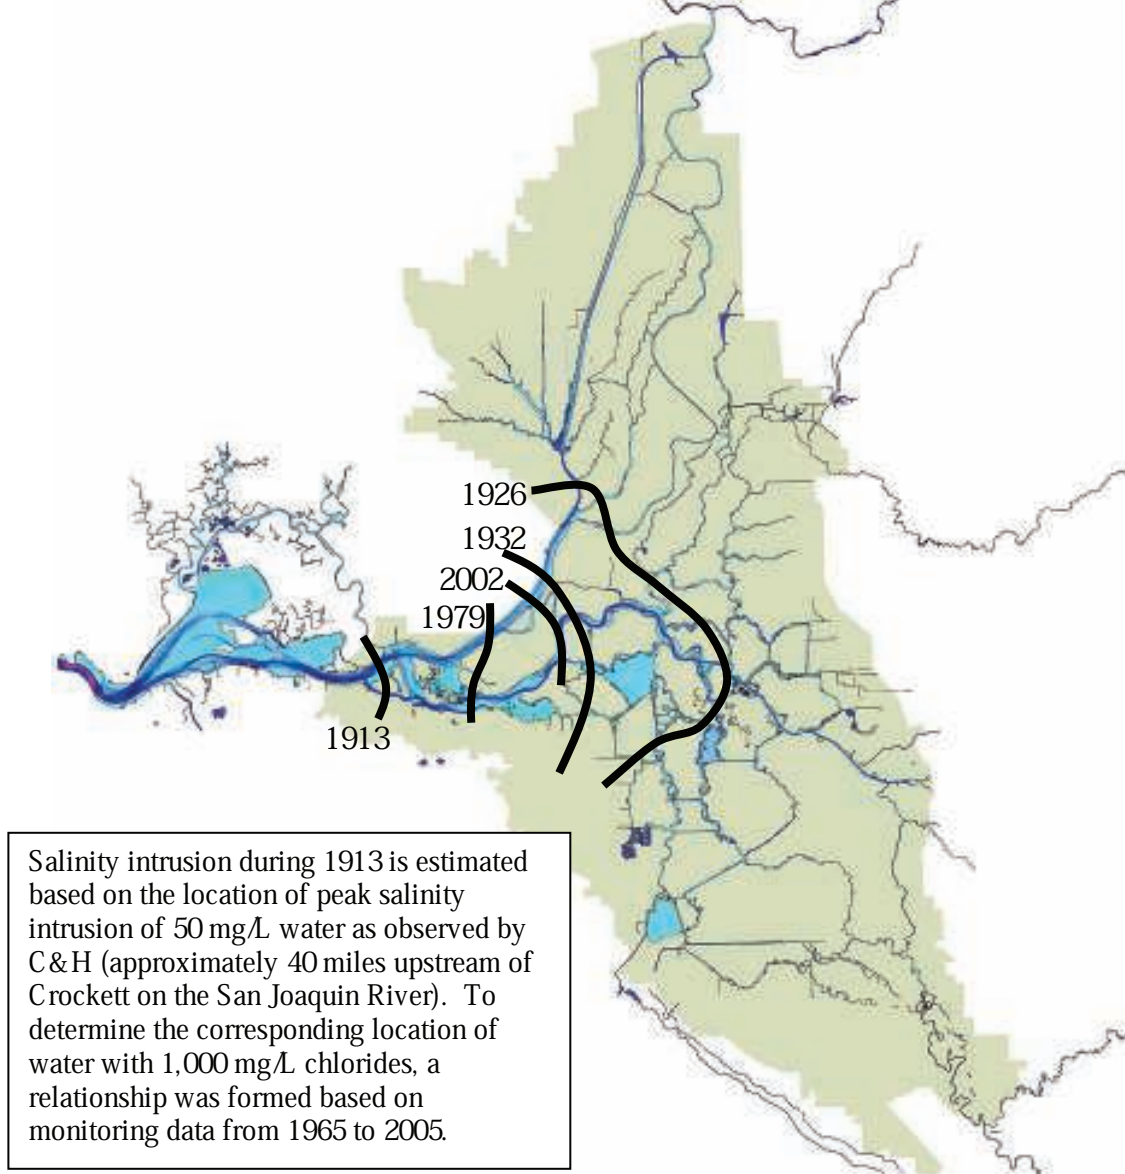 1926
1932
2002
1979
1913
Salinity intrusion during 1913 is estimated
based on the location of peak salinity
intrusion of 50 mg/L water as observed by
C&H (approximately 40 miles upstream of
Crockett on the San Joaquin River). To
determine the corresponding location of
water with 1,000 mg/L chlorides, a
relationship was formed based on
monitoring data from 1965 to 2005.